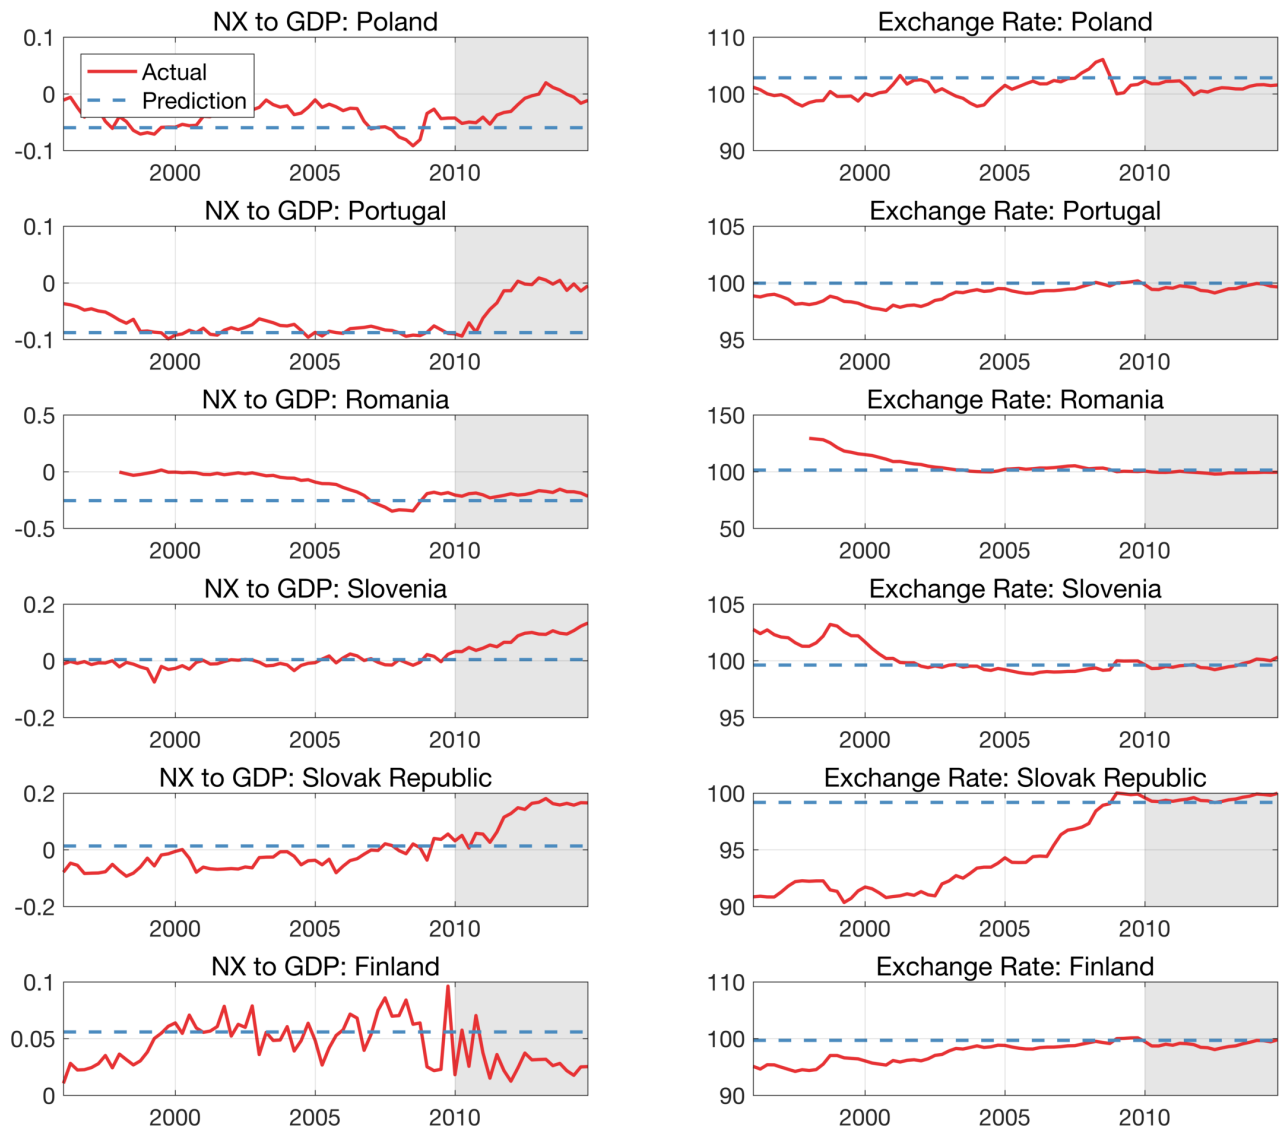 NX to GDP: Poland
0.1
0
-0.1
Actual
Prediction
2000 2005 2010
Exchange Rate: Poland
110
100
90
2000 2005 2010
NX to GDP: Portugal
0.1
0
-0.1
2000 2005 2010
Exchange Rate: Portugal
105
100
95
2000 2005 2010
NX to GDP: Romania
0.5
0
-0.5
2000 2005 2010
Exchange Rate: Romania
150
100
50
2000 2005 2010
NX to GDP: Slovenia
0.2
0
-0.2
2000 2005 2010
Exchange Rate: Slovenia
105
100
95
2000 2005 2010
NX to GDP: Slovak Republic
0.2
0
-0.2
2000 2005 2010
Exchange Rate: Slovak Republic
100
95
90
2000 2005 2010
NX to GDP: Finland
0.1
0.05
0
2000 2005 2010
Exchange Rate: Finland
110
100
90
2000 2005 2010